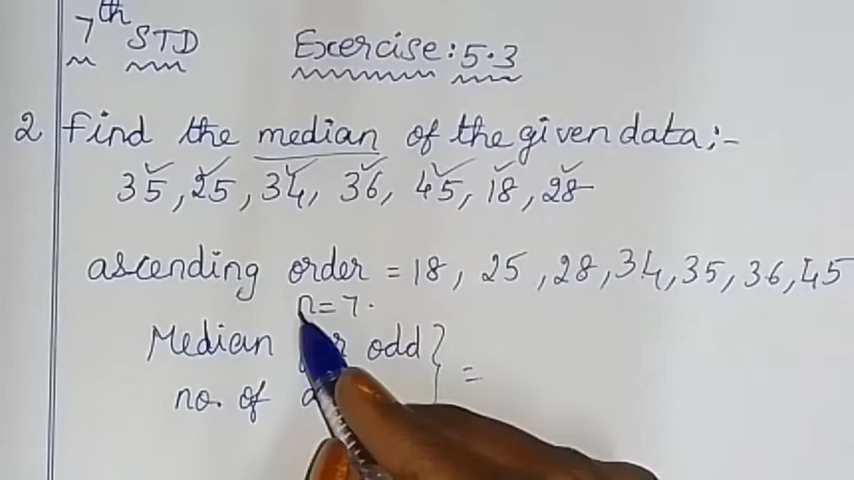 7th STD Exercise: 5.3
2 Find the median of the given data:-
35, 25, 34, 36, 45, 18, 28
ascending order = 18, 25, 28, 34, 35, 36, 45
n = 7.
Median odd } =
no. of